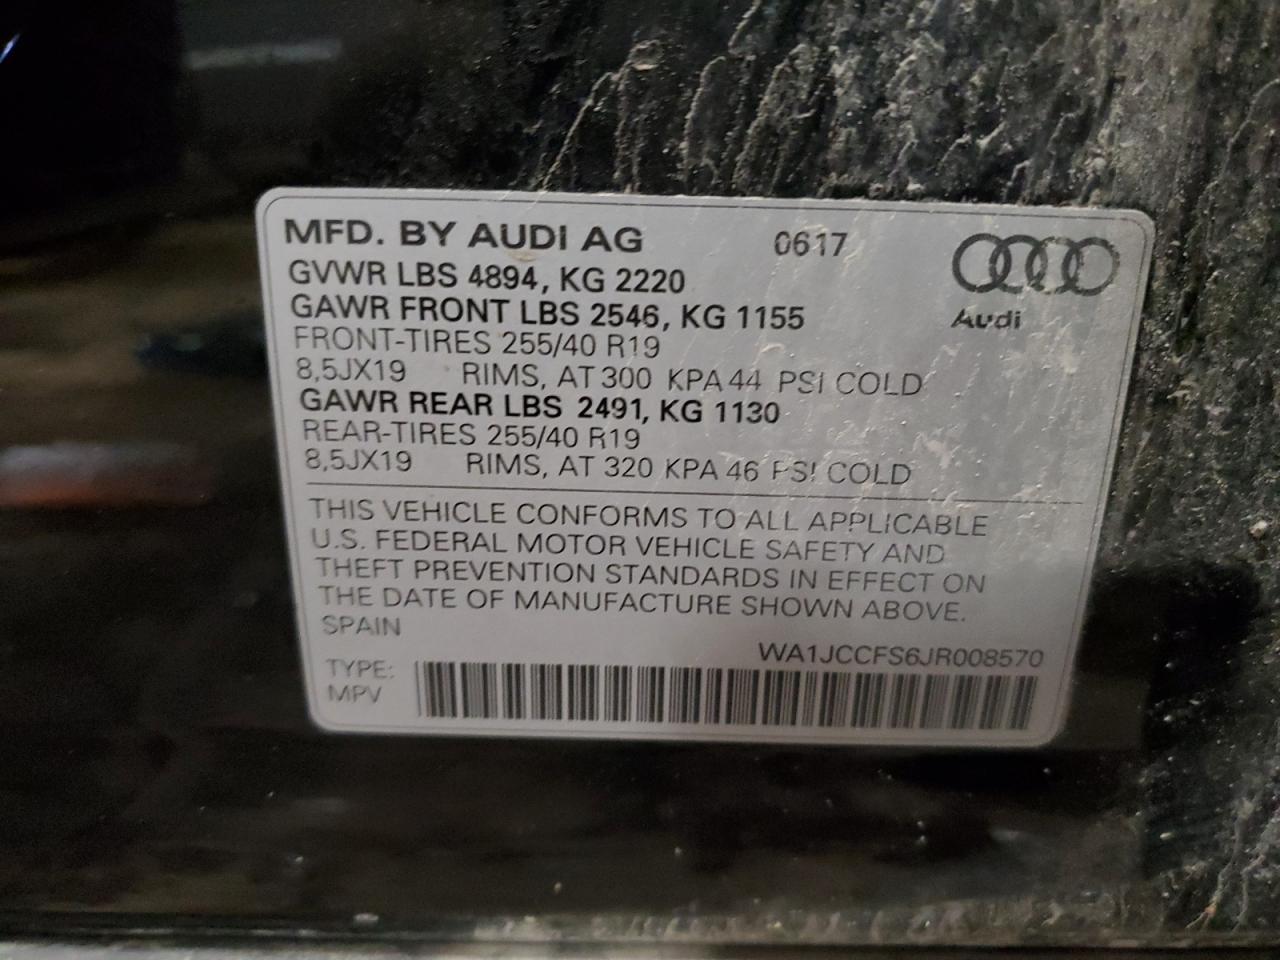 MFD. BY AUDI AG 0617
GVWR LBS 4894, KG 2220
GAWR FRONT LBS 2546, KG 1155
Audi
FRONT-TIRES 255/40 R19
8,5JX19 RIMS, AT 300 KPA 44 PSI COLD
GAWR REAR LBS 2491, KG 1130
REAR-TIRES 255/40 R19
8,5JX19 RIMS, AT 320 KPA 46 PSI COLD
THIS VEHICLE CONFORMS TO ALL APPLICABLE
U.S. FEDERAL MOTOR VEHICLE SAFETY AND
THEFT PREVENTION STANDARDS IN EFFECT ON
THE DATE OF MANUFACTURE SHOWN ABOVE.
SPAIN
WA1JCCFS6JR008570
TYPE:
MPV